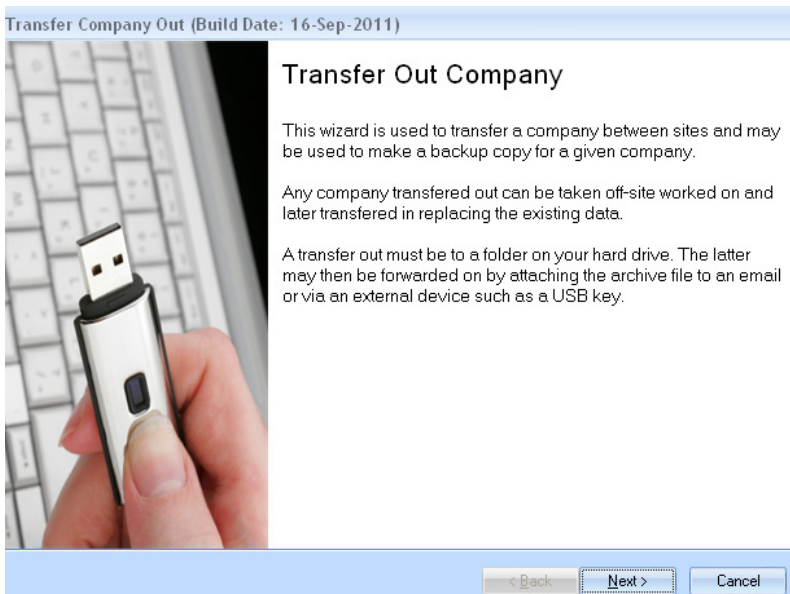 Transfer Company Out (Build Date: 16-Sep-2011)
Transfer Out Company
This wizard is used to transfer a company between sites and may
be used to make a backup copy for a given company.
Any company transfered out can be taken off-site worked on and
later transfered in replacing the existing data.
A transfer out must be to a folder on your hard drive. The latter
may then be forwarded on by attaching the archive file to an email
or via an external device such as a USB key.
< Back
Next >
Cancel